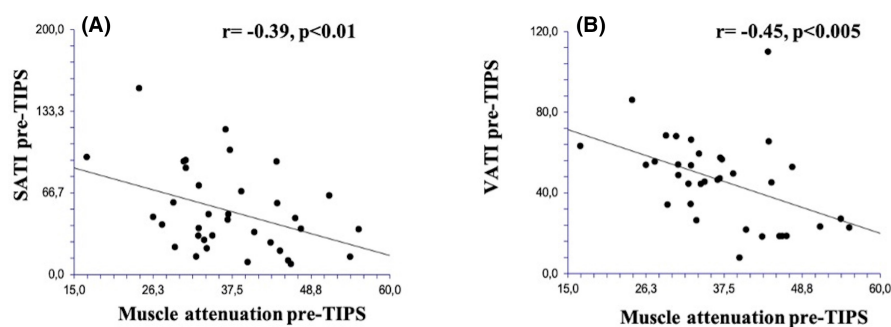 (A)
r= -0.39, p<0.01
SATI pre-TIPS
200,0
133,3
66,7
0,0
15,0 26,3 37,5 48,8 60,0
Muscle attenuation pre-TIPS
(B)
r= -0.45, p<0.005
VATI pre-TIPS
120,0
80,0
40,0
0,0
15,0 26,3 37,5 48,8 60,0
Muscle attenuation pre-TIPS